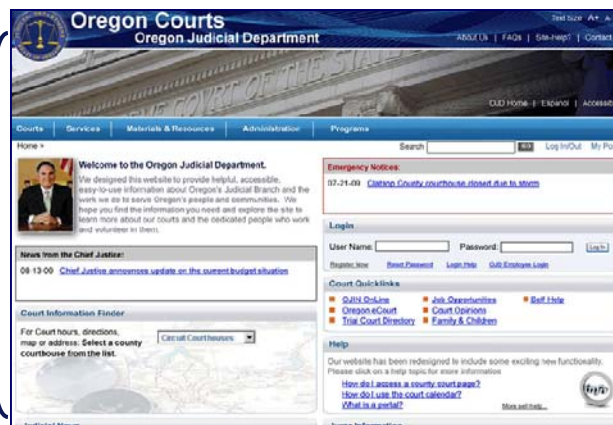 Oregon Courts
Oregon Judicial Department
Text Size A+ A-
About Us | FAQs | Site-Help? | Contact
COURT OF THE STATE
OJD Home | Español |
Courts Services Materials & Resources Administration Programs
Home >
Search
Log In/Out My
Welcome to the Oregon Judicial Department.
We designed this website to provide helpful, accessible,
easy-to-use information about Oregon's Judicial Branch and the
work we do to serve Oregon's people and communities. We
hope you find the information you need and explore the site to
learn more about our courts and the dedicated people who work
and volunteer in them.
News from the Chief Justice:
08-13-09 Chief Justice announces update on the current budget situation
Court Information Finder
For Court hours, directions,
map or address: Select a county
courthouse from the list.
Circuit Courthouses
Emergency Notices:
07-21-09 Clatsop County courthouse closed due to storm
Login
User Name: Password: Log In
Register Now Reset Password Login Help OJD Employee Login
Court Quicklinks
OJIN OnLine Job Opportunities Self Help
Oregon eCourt Court Opinions
Trial Court Directory Family & Children
Help
Our website has been redesigned to include some exciting new functionality.
Please click on a help topic for more information
How do I access a county court page?
How do I use the court calendar?
What is a portal?
More self help...
Judicial News
Jury Information